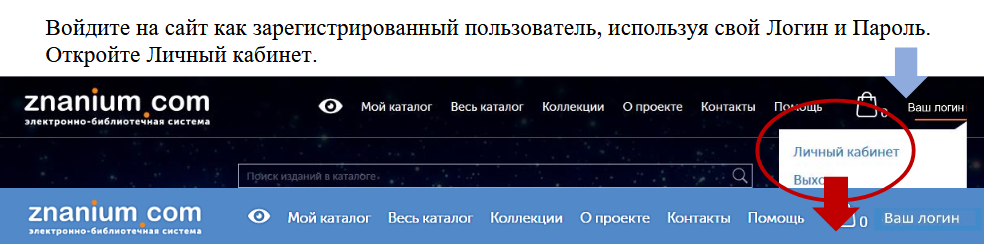 Войдите на сайт как зарегистрированный пользователь, используя свой Логин и Пароль.
Откройте Личный кабинет.
znanium.com
электронно-библиотечная система
Мой каталог Весь каталог Коллекции О проекте Контакты Помощь 0 Ваш логин
Личный кабинет
Поиск изданий в каталоге
znanium.com
электронно-библиотечная система
Мой каталог Весь каталог Коллекции О проекте Контакты Помощь 0 Ваш логин